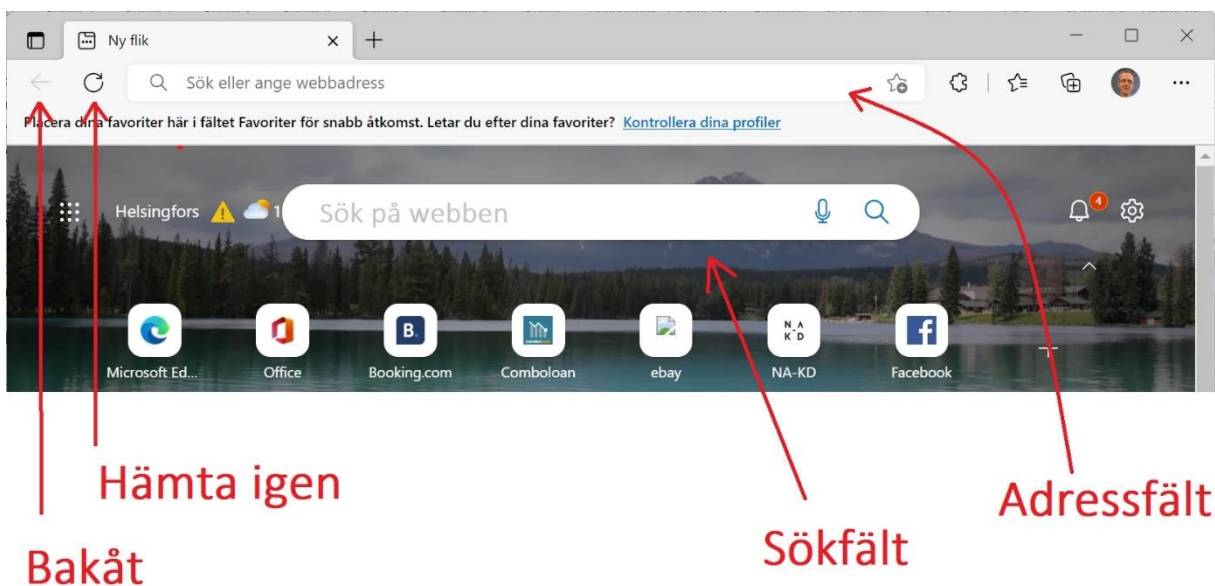 Ny flik
Sök eller ange webbadress
Placera dina favoriter här i fältet Favoriter för snabb åtkomst. Letar du efter dina favoriter? Kontrollera dina profiler
Helsingfors
1
Sök på webben
4
B.
N A
K D
Microsoft Ed...
Office
Booking.com
Comboloan
ebay
NA-KD
Facebook
Hämta igen
Adressfält
Sökfält
Bakåt